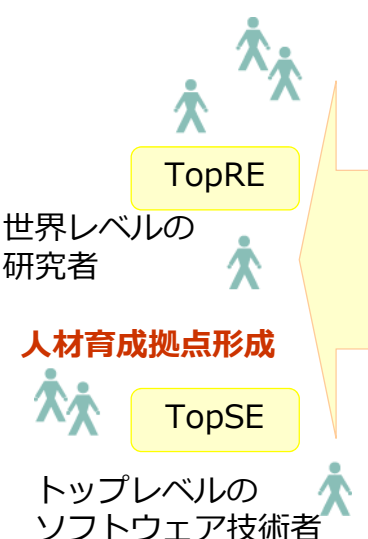 TopRE
世界レベルの
研究者
人材育成拠点形成
TopSE
トップレベルの
ソフトウェア技術者